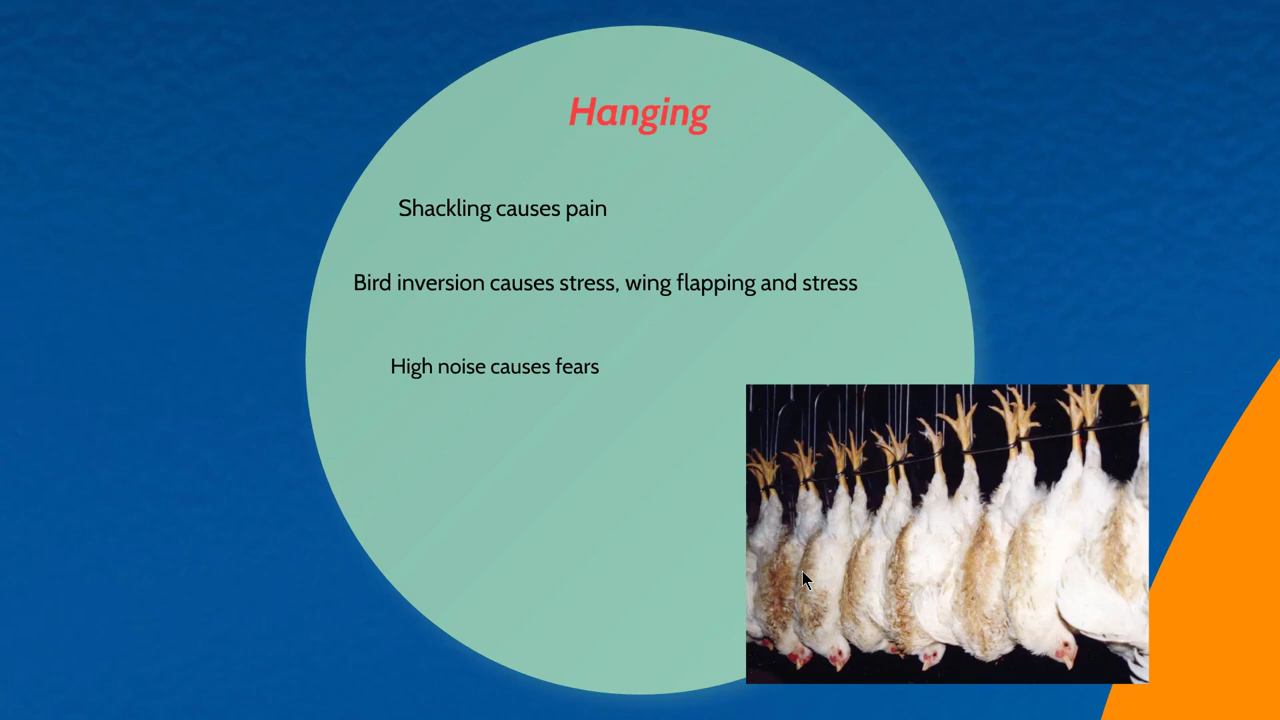 Hanging
Shackling causes pain
Bird inversion causes stress, wing flapping and stress
High noise causes fears